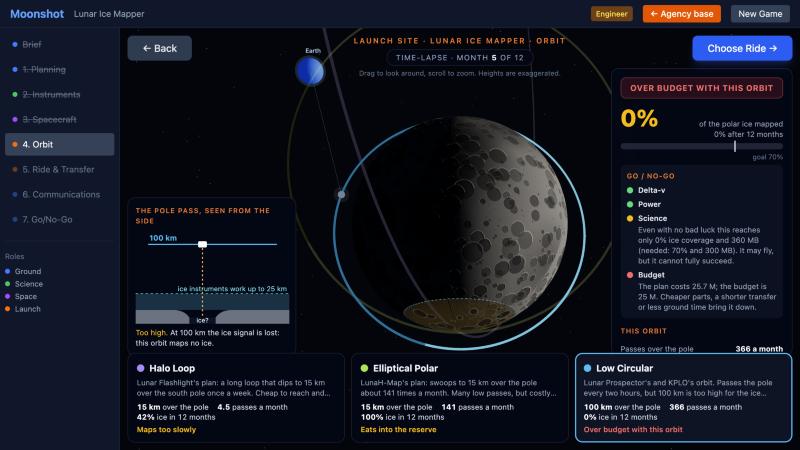 Moonshot
Lunar Ice Mapper
Engineer
← Agency base
New Game
Brief
1. Planning
2. Instruments
3. Spacecraft
4. Orbit
5. Ride & Transfer
6. Communications
7. Go/No-Go
Roles
Ground
Science
Space
Launch
← Back
LAUNCH SITE · LUNAR ICE MAPPER · ORBIT
TIME-LAPSE · MONTH 5 OF 12
Drag to look around, scroll to zoom. Heights are exaggerated.
Earth
Choose Ride →
THE POLE PASS, SEEN FROM THE
SIDE
100 km
ice instruments work up to 25 km
ice?
Too high. At 100 km the ice signal is lost:
this orbit maps no ice.
OVER BUDGET WITH THIS ORBIT
0%
of the polar ice mapped
0% after 12 months
goal 70%
GO / NO-GO
Delta-v
Power
Science
Even with no bad luck this reaches
only 0% ice coverage and 360 MB
(needed: 70% and 300 MB). It may fly,
but it cannot fully succeed.
Budget
The plan costs 25.7 M; the budget is
25 M. Cheaper parts, a shorter transfer
or less ground time bring it down.
THIS ORBIT
Passes over the pole 366 a month
Halo Loop
Lunar Flashlight's plan: a long loop that dips to 15 km
over the south pole once a week. Cheap to reach and...
15 km over the pole 4.5 passes a month
42% ice in 12 months
Maps too slowly
Elliptical Polar
LunaH-Map's plan: swoops to 15 km over the pole
about 141 times a month. Many low passes, but costly...
15 km over the pole 141 passes a month
100% ice in 12 months
Eats into the reserve
Low Circular
Lunar Prospector's and KPLO's orbit. Passes the pole
every two hours, but 100 km is too high for the ice...
100 km over the pole 366 passes a month
0% ice in 12 months
Over budget with this orbit